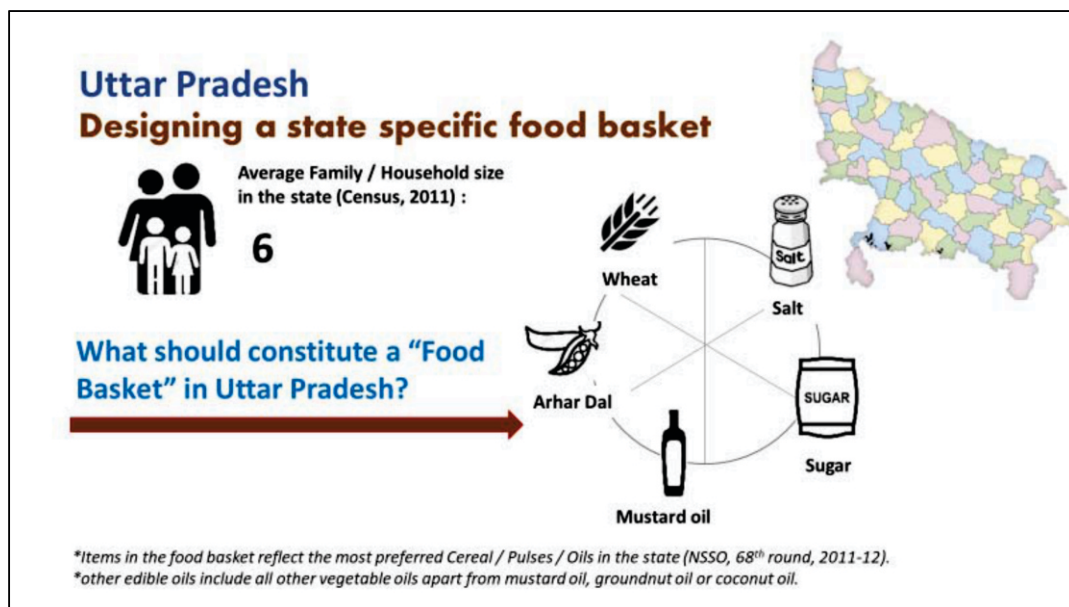 Uttar Pradesh
Designing a state specific food basket
Average Family / Household size
in the state (Census, 2011) :
6
What should constitute a “Food
Basket” in Uttar Pradesh?
Wheat
Salt
Salt
Arhar Dal
SUGAR
Sugar
Mustard oil
*Items in the food basket reflect the most preferred Cereal / Pulses / Oils in the state (NSSO, 68th round, 2011-12).
*other edible oils include all other vegetable oils apart from mustard oil, groundnut oil or coconut oil.